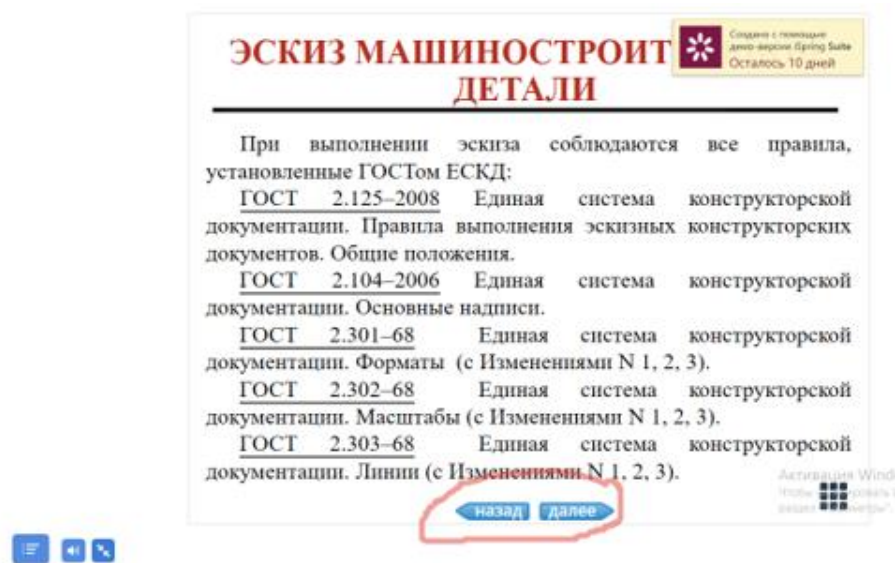 ЭСКИЗ МАШИНОСТРОИТ
ДЕТАЛИ
Создано с помощью
демо-версии iSpring Suite
Осталось 10 дней
При выполнении эскиза соблюдаются все правила,
установленные ГОСТом ЕСКД:
ГОСТ 2.125–2008 Единая система конструкторской
документации. Правила выполнения эскизных конструкторских
документов. Общие положения.
ГОСТ 2.104–2006 Единая система конструкторской
документации. Основные надписи.
ГОСТ 2.301–68 Единая система конструкторской
документации. Форматы (с Изменениями N 1, 2, 3).
ГОСТ 2.302–68 Единая система конструкторской
документации. Масштабы (с Изменениями N 1, 2, 3).
ГОСТ 2.303–68 Единая система конструкторской
документации. Линии (с Изменениями N 1, 2, 3).
назад далее
Активация Wind